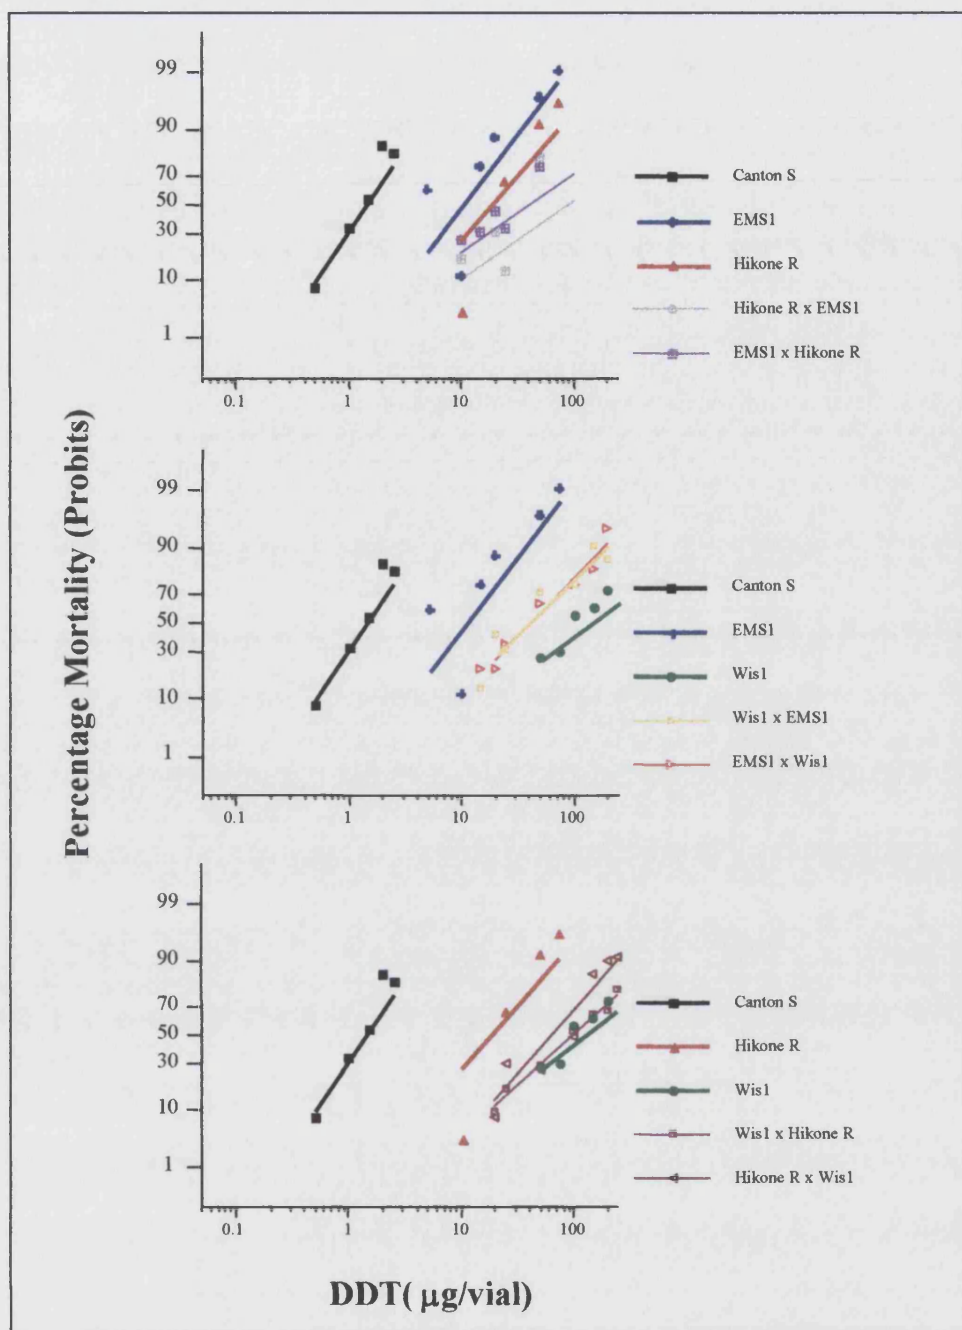 Percentage Mortality (Probits)
99
90
70
50
30
10
1
0.1 1 10 100
Canton S
EMS1
Hikone R
Hikone R x EMS1
EMS1 x Hikone R
99
90
70
50
30
10
1
0.1 1 10 100
Canton S
EMS1
Wis1
Wis1 x EMS1
EMS1 x Wis1
99
90
70
50
30
10
1
0.1 1 10 100
Canton S
Hikone R
Wis1
Wis1 x Hikone R
Hikone R x Wis1
DDT( µg/vial)